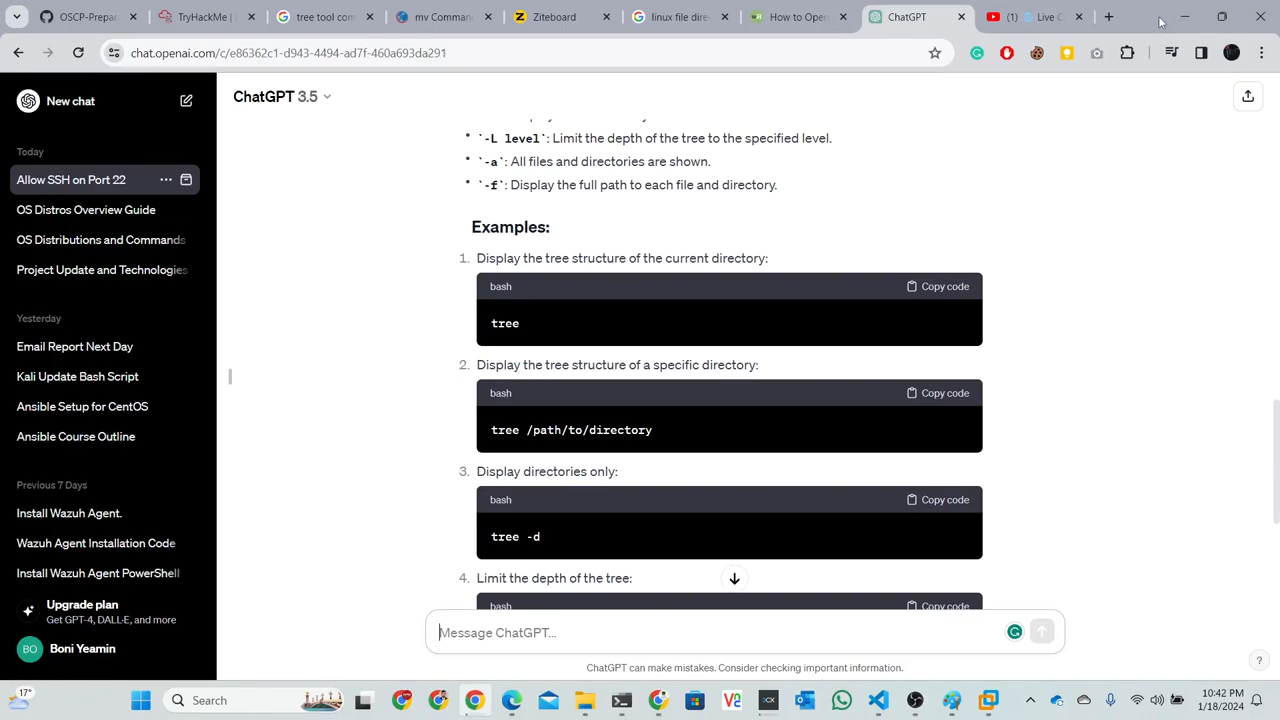 OSCP-Prepara
TryHackMe |
tree tool com
my Comman
Ziteboard
linux file dire
How to Open
ChatGPT
(1) Live C
chat.openai.com/c/e86362c1-d943-4494-ad7f-460a693da291
New chat
Today
Allow SSH on Port 22
OS Distros Overview Guide
OS Distributions and Commands
Project Update and Technologies
Yesterday
Email Report Next Day
Kali Update Bash Script
Ansible Setup for CentOS
Ansible Course Outline
Previous 7 Days
Install Wazuh Agent.
Wazuh Agent Installation Code
Install Wazuh Agent PowerShell
Upgrade plan
Get GPT-4, DALL·E, and more
BO Boni Yeamin
ChatGPT 3.5
`-L level`: Limit the depth of the tree to the specified level.
`-a`: All files and directories are shown.
`-f`: Display the full path to each file and directory.
Examples:
1. Display the tree structure of the current directory:
bash Copy code
tree
2. Display the tree structure of a specific directory:
bash Copy code
tree /path/to/directory
3. Display directories only:
bash Copy code
tree -d
4. Limit the depth of the tree:
bash Copy code
Message ChatGPT...
ChatGPT can make mistakes. Consider checking important information.
?
17°
Search
10:42 PM
1/18/2024